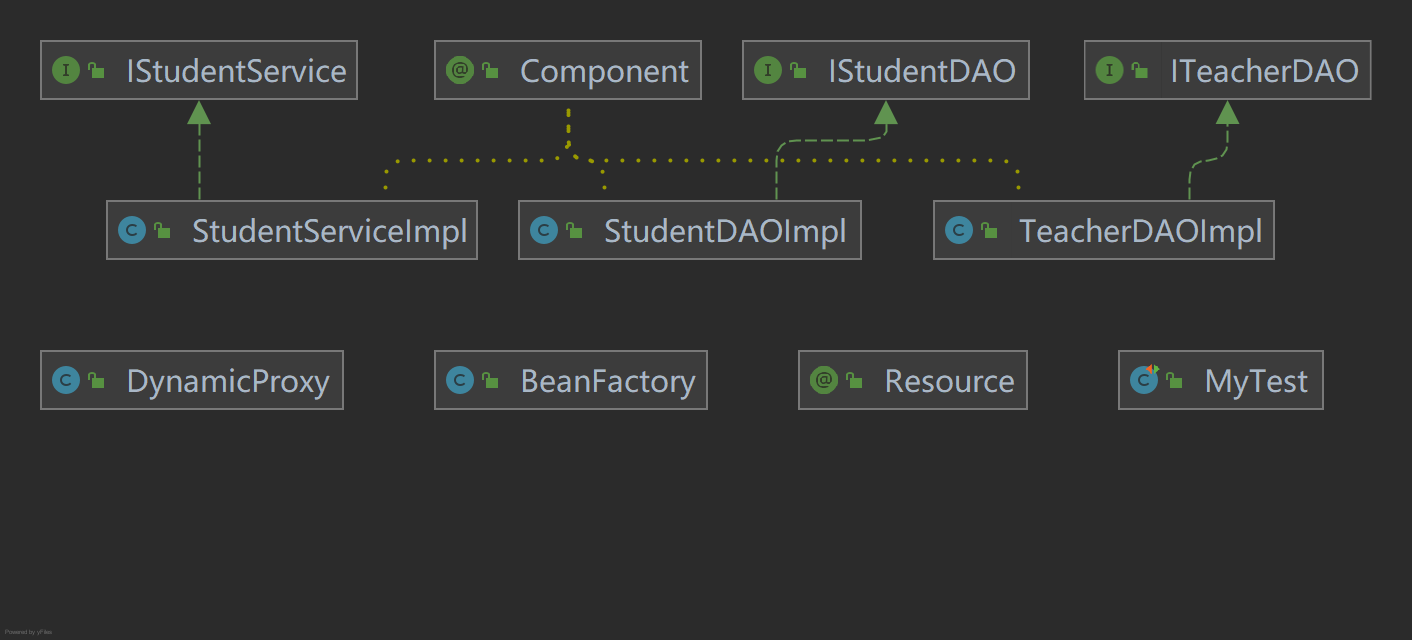 IStudentService
Component
IStudentDAO
ITeacherDAO
StudentServiceImpl
StudentDAOImpl
TeacherDAOImpl
DynamicProxy
BeanFactory
Resource
MyTest
Powered by yFiles